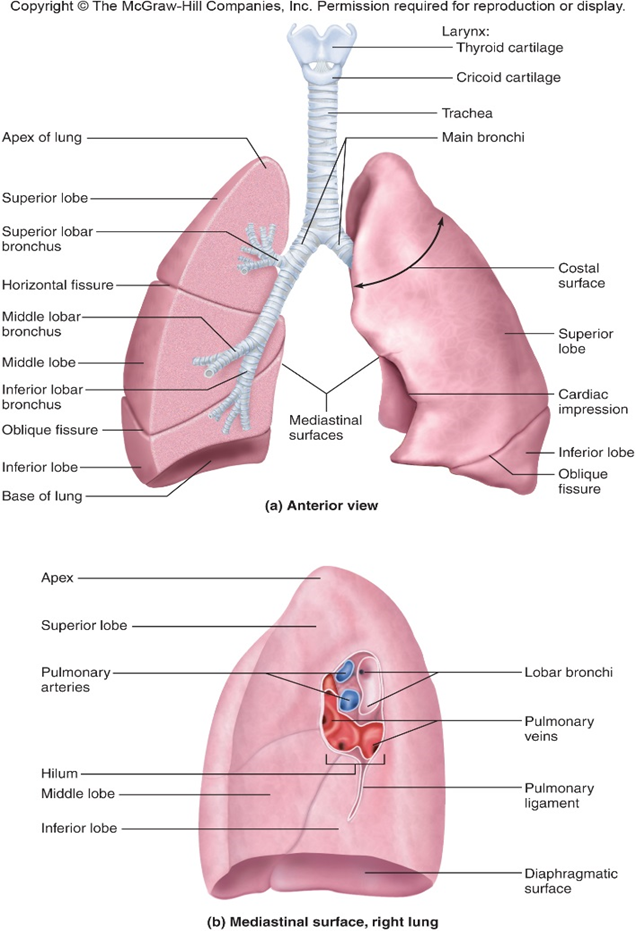 Copyright © The McGraw-Hill Companies, Inc. Permission required for reproduction or display.
Larynx:
Thyroid cartilage
Cricoid cartilage
Trachea
Main bronchi
Apex of lung
Superior lobe
Superior lobar
bronchus
Horizontal fissure
Middle lobar
bronchus
Middle lobe
Inferior lobar
bronchus
Oblique fissure
Inferior lobe
Base of lung
Mediastinal
surfaces
Costal
surface
Superior
lobe
Cardiac
impression
Inferior lobe
Oblique
fissure
(a) Anterior view
Apex
Superior lobe
Pulmonary
arteries
Hilum
Middle lobe
Inferior lobe
Lobar bronchi
Pulmonary
veins
Pulmonary
ligament
Diaphragmatic
surface
(b) Mediastinal surface, right lung